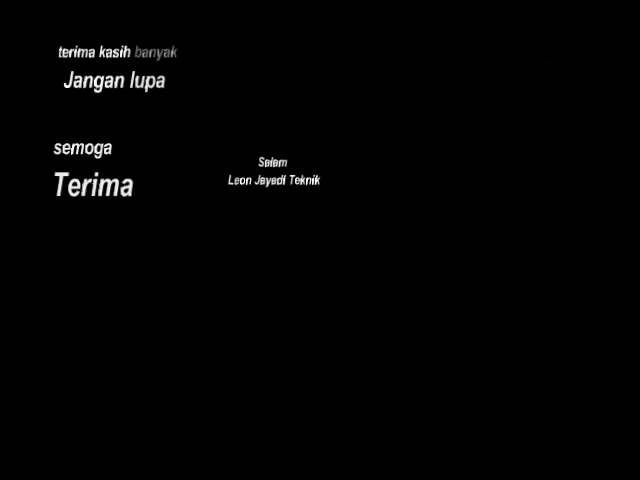 terima kasih banyak
Jangan lupa
semoga
Terima
Salam
Leon Jayadi Teknik